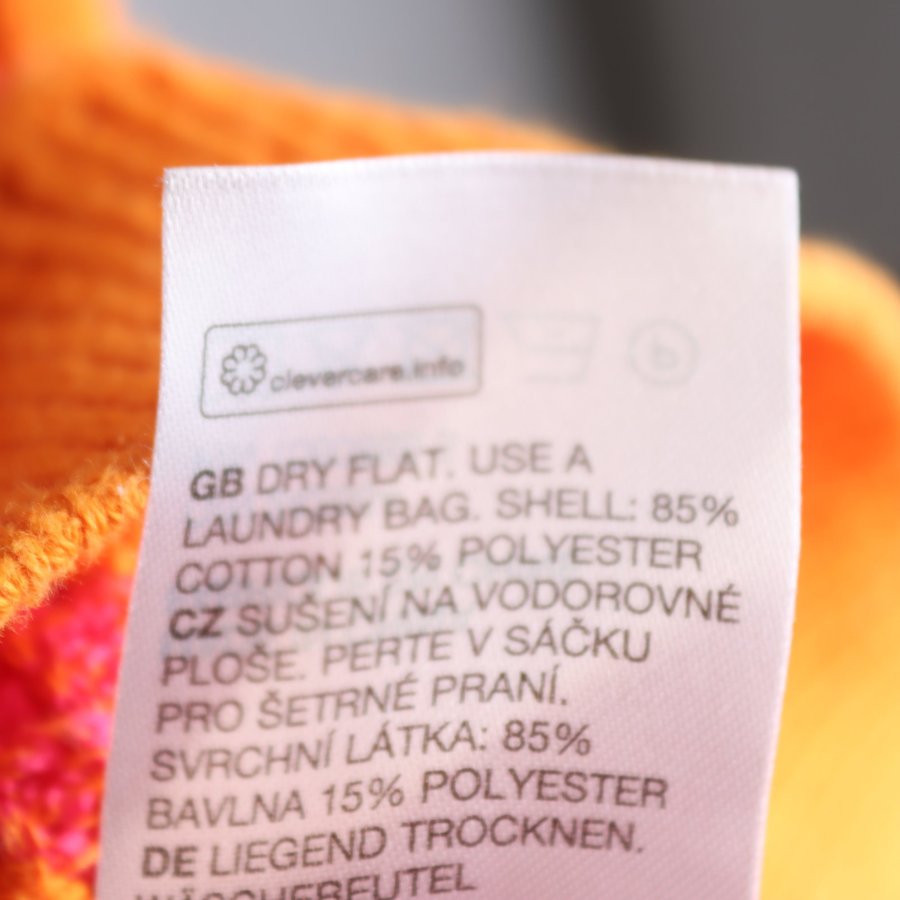 clevercare.info
GB DRY FLAT. USE A
LAUNDRY BAG. SHELL: 85%
COTTON 15% POLYESTER
CZ SUŠENÍ NA VODOROVNÉ
PLOŠE. PERTE V SÁČKU
PRO ŠETRNÉ PRANÍ.
SVRCHNÍ LÁTKA: 85%
BAVLNA 15% POLYESTER
DE LIEGEND TROCKNEN.
WÄSCHEBEUTEL